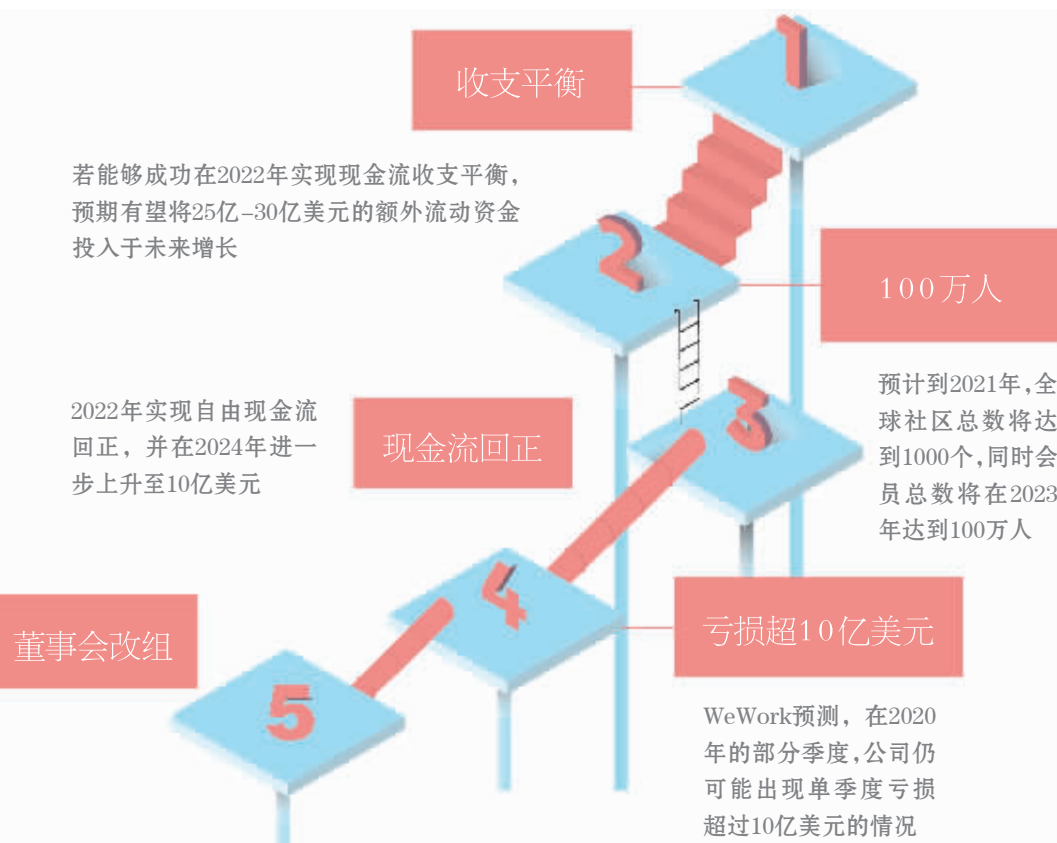 1
收支平衡
若能够成功在2022年实现现金流收支平衡，
预期有望将25亿-30亿美元的额外流动资金
投入于未来增长
2
100万人
预计到2021年，全
球社区总数将达
到1000个，同时会
员总数将在2023
年达到100万人
3
现金流回正
2022年实现自由现金流
回正，并在2024年进一
步上升至10亿美元
4
亏损超10亿美元
WeWork预测，在2020
年的部分季度，公司仍
可能出现单季度亏损
超过10亿美元的情况
5
董事会改组